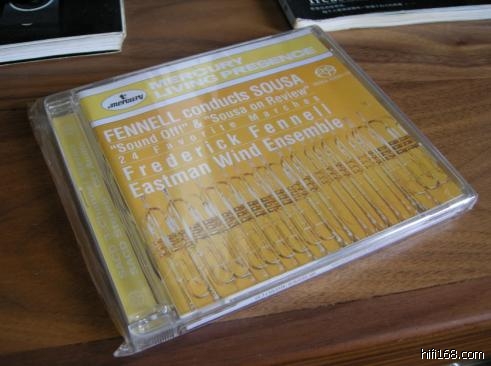 MERCURY
LIVING PRESENCE
mercury
FENNELL conducts SOUSA
"Sound Off!" & "Sousa on Review"
24 Favorite Marches
Frederick Fennell
Eastman Wind Ensemble
hifi168.com